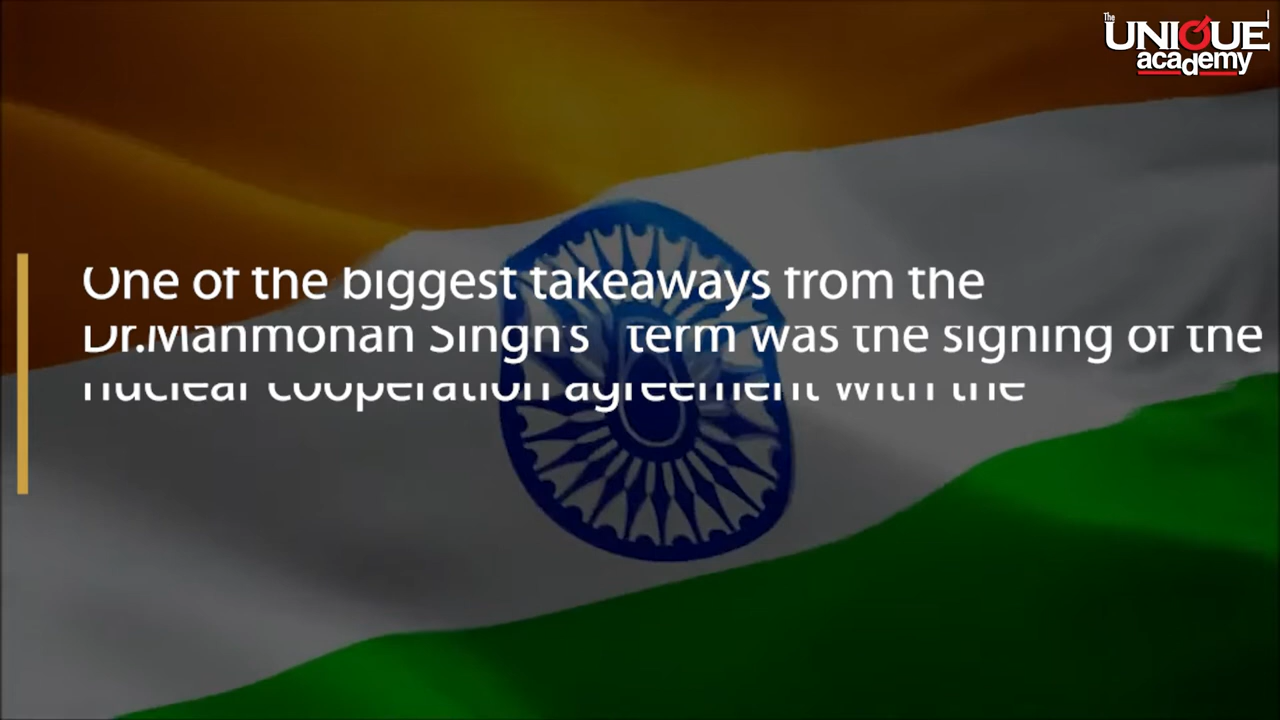 The
UNIQUE
academy
One of the biggest takeaways from the
Dr.Manmohan Singh's term was the signing of the
nuclear cooperation agreement with the